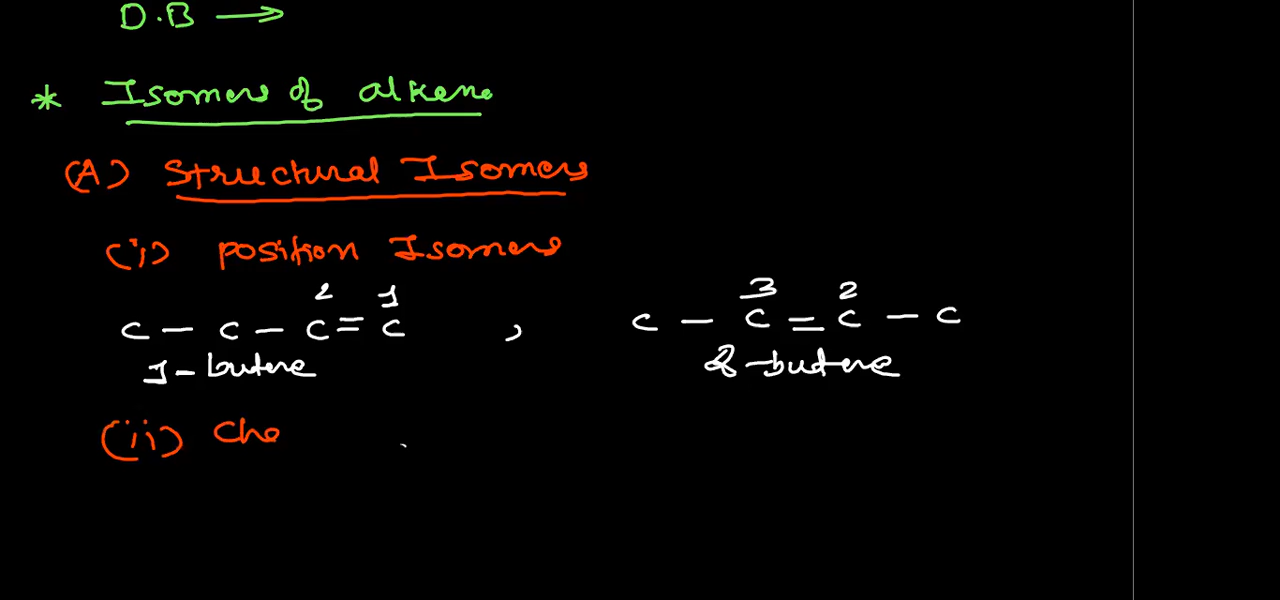 D.B →
* Isomers of alkene
(A) Structural Isomers
(i) position Isomers
2 1 3 2
C - C - C = C , C - C = C - C
1-butene 2-butene
(ii) Cha